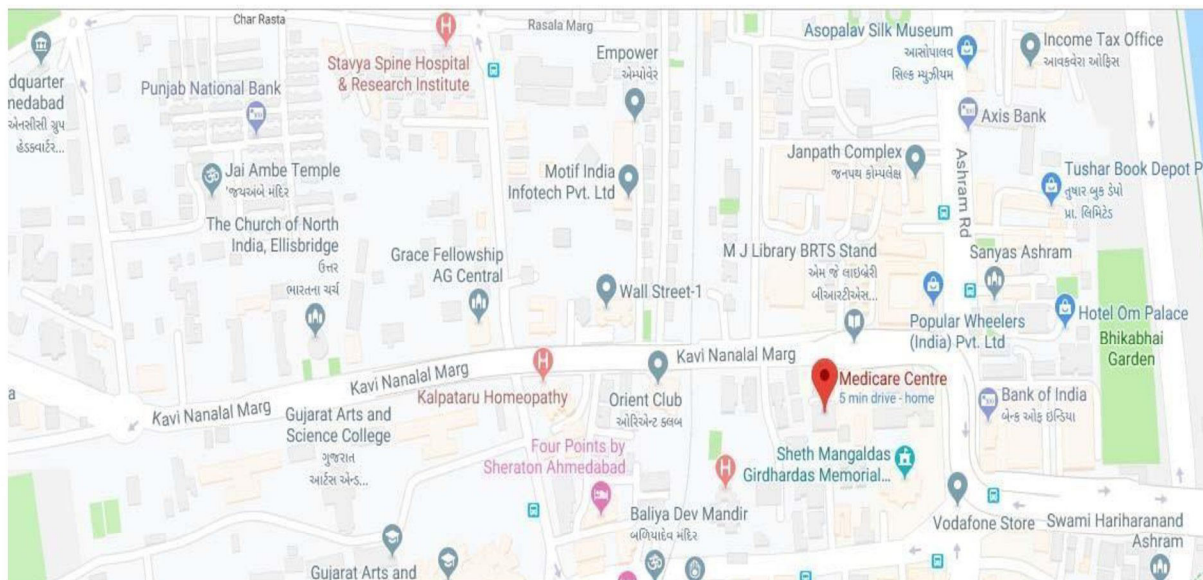 Char Rasta
Rasala Marg
Stavya Spine Hospital
& Research Institute
Empower
એમ્પોવેર
Asopalav Silk Museum
આસોપાલવ
સિલ્ક મ્યુઝીયમ
Income Tax Office
આવકવેરા ઓફિસ
dquarter
medabad
એનસીસી ગ્રુપ
હેડક્વાર્ટર...
Punjab National Bank
Axis Bank
Jai Ambe Temple
'જયઅંબે મંદિર
Motif India
Infotech Pvt. Ltd
Janpath Complex
જનપથ કોમ્પલેક્ષ
Ashram Rd
Tushar Book Depot P
તુષાર બુક ડેપો
પ્રા. લિમિટેડ
The Church of North
India, Ellisbridge
ઉત્તર
ભારતના ચર્ચ
Grace Fellowship
AG Central
Wall Street-1
M J Library BRTS Stand
એમ જે લાઇબ્રેરી
બીઆરટીએસ...
Sanyas Ashram
Popular Wheelers
(India) Pvt. Ltd
Hotel Om Palace
Bhikabhai
Garden
Kavi Nanalal Marg
Kavi Nanalal Marg
Kavi Nanalal Marg
Kalpataru Homeopathy
Orient Club
ઓરિએન્ટ ક્લબ
Medicare Centre
5 min drive - home
Bank of India
બેન્ક ઓફ ઇન્ડિયા
a
Gujarat Arts and
Science College
ગુજરાત
આર્ટસ એન્ડ...
Four Points by
Sheraton Ahmedabad
Sheth Mangaldas
Girdhardas Memorial...
Baliya Dev Mandir
બળિયાદેવ મંદિર
Vodafone Store
Swami Hariharanand
Ashram
Gujarat Arts and